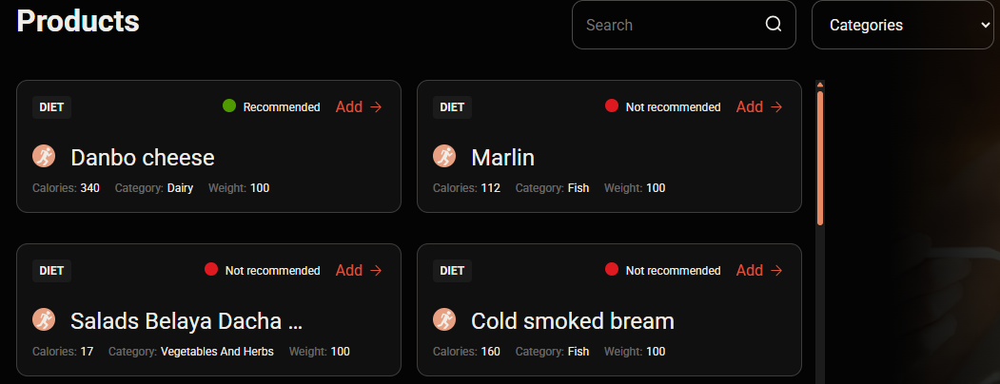 Products
Search
Categories
DIET
Recommended
Add
Danbo cheese
Calories: 340 Category: Dairy Weight: 100
DIET
Not recommended
Add
Marlin
Calories: 112 Category: Fish Weight: 100
DIET
Not recommended
Add
Salads Belaya Dacha ...
Calories: 17 Category: Vegetables And Herbs Weight: 100
DIET
Not recommended
Add
Cold smoked bream
Calories: 160 Category: Fish Weight: 100